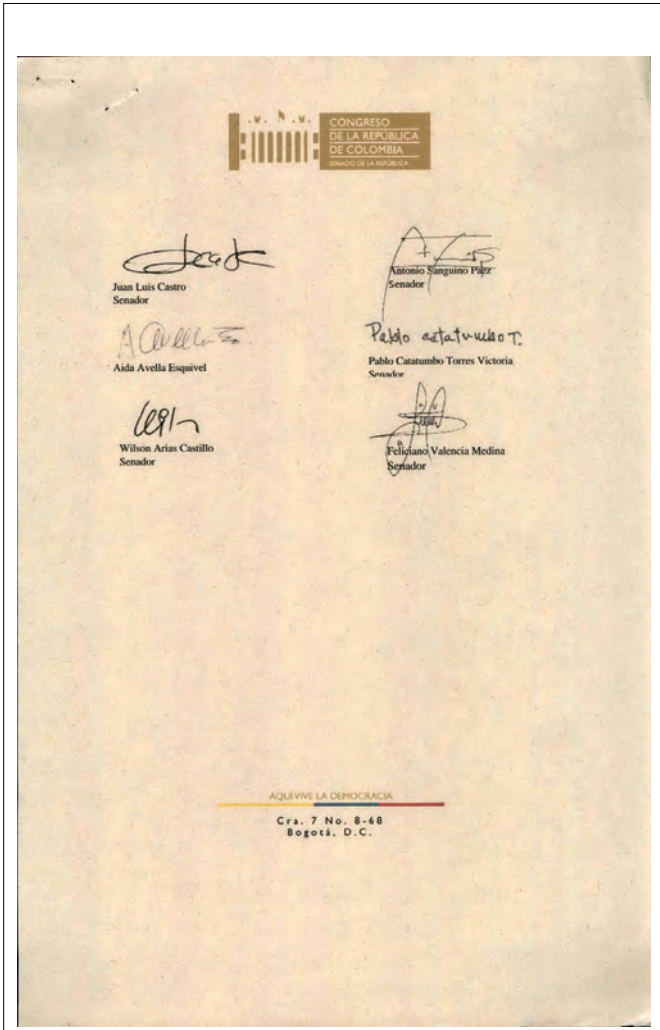 CONGRESO
DE LA REPÚBLICA
DE COLOMBIA
SENADO DE LA REPÚBLICA
Juan Luis Castro
Senador
Antonio Sanguino Páez
Senador
A Avella E.
Aida Avella Esquivel
Pablo Catatumbo T.
Pablo Catatumbo Torres Victoria
Senador
Wilson Arias Castillo
Senador
Feliciano Valencia Medina
Senador
AQUÍ VIVE LA DEMOCRACIA
Cra. 7 No. 8-68
Bogotá, D.C.